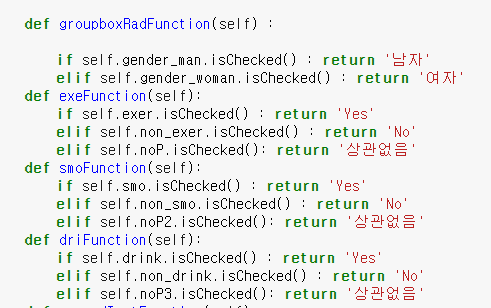 def groupboxRadFunction(self) :
if self.gender_man.isChecked() : return '남자'
elif self.gender_woman.isChecked() : return '여자'
def exeFunction(self):
if self.exer.isChecked() : return 'Yes'
elif self.non_exer.isChecked() : return 'No'
elif self.noP.isChecked(): return '상관없음'
def smoFunction(self):
if self.smo.isChecked() : return 'Yes'
elif self.non_smo.isChecked() : return 'No'
elif self.noP2.isChecked(): return '상관없음'
def driFunction(self):
if self.drink.isChecked() : return 'Yes'
elif self.non_drink.isChecked() : return 'No'
elif self.noP3.isChecked(): return '상관없음'